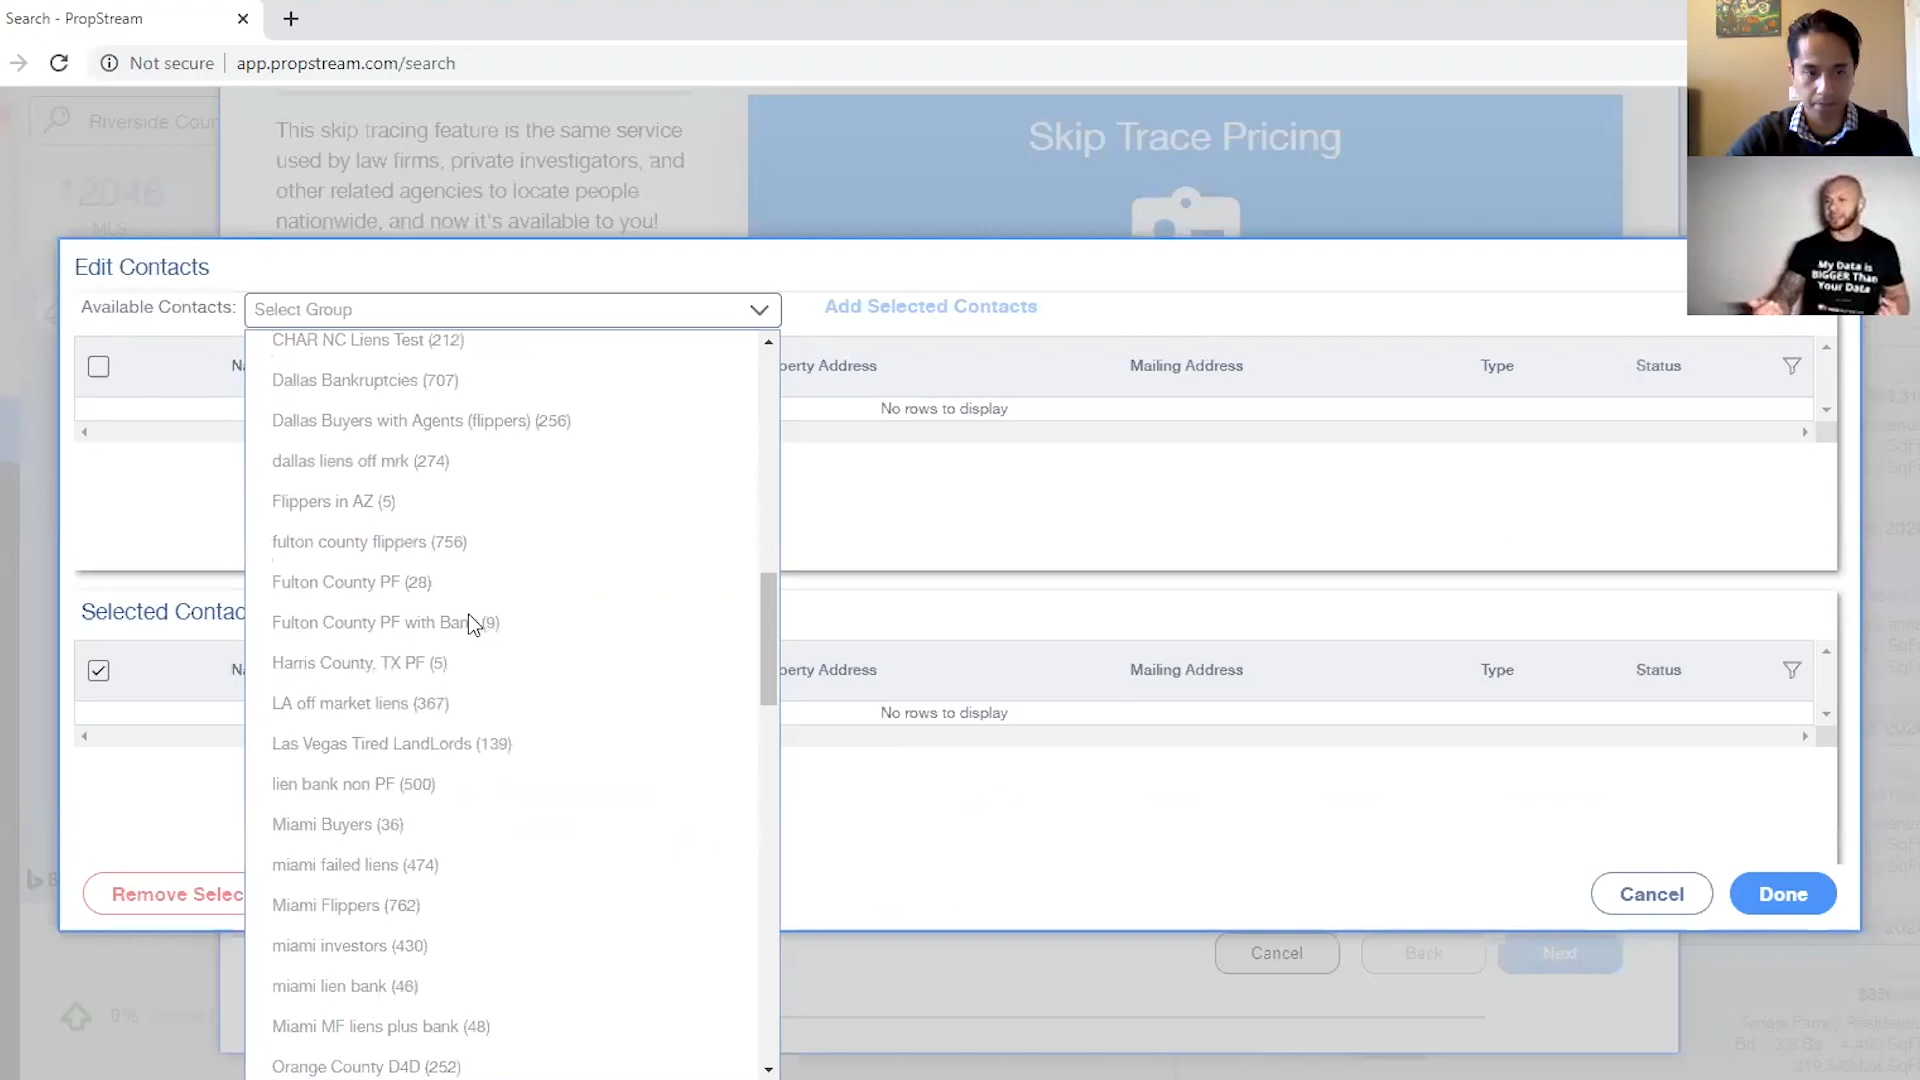 Search - PropStream
Not secure
app.propstream.com/search
Riverside Coun
MLS
This skip tracing feature is the same service
used by law firms, private investigators, and
other related agencies to locate people
nationwide, and now it's available to you!
Skip Trace Pricing
My Data is
BIGGER Than
Your Data
Edit Contacts
Available Contacts:
Select Group
Add Selected Contacts
Na
perty Address
Mailing Address
Type
Status
No rows to display
CHAR NC Liens Test (212)
Dallas Bankruptcies (707)
Dallas Buyers with Agents (flippers) (256)
dallas liens off mrk (274)
Flippers in AZ (5)
fulton county flippers (756)
Fulton County PF (28)
Fulton County PF with Ban (9)
Harris County, TX PF (5)
LA off market liens (367)
Las Vegas Tired LandLords (139)
lien bank non PF (500)
Miami Buyers (36)
miami failed liens (474)
Miami Flippers (762)
miami investors (430)
miami lien bank (46)
Miami MF liens plus bank (48)
Orange County D4D (252)
Selected Contac
Na
perty Address
Mailing Address
Type
Status
No rows to display
Remove Selec
Cancel
Done
Cancel
Back
Next
0%